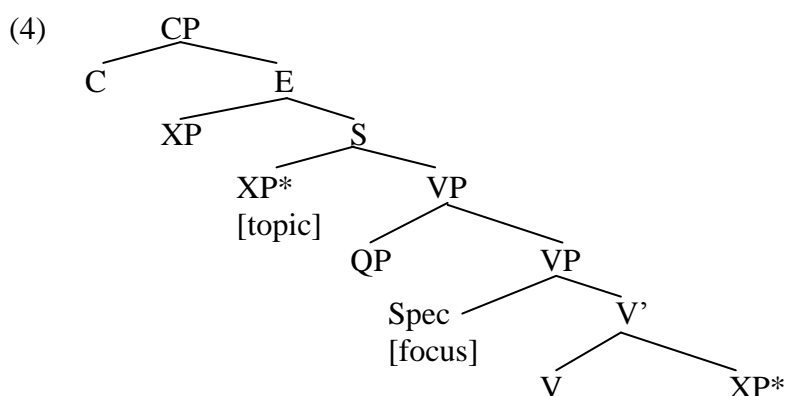 (4) CP
C E
XP S
XP* VP
[topic]
QP VP
Spec V’
[focus]
V XP*